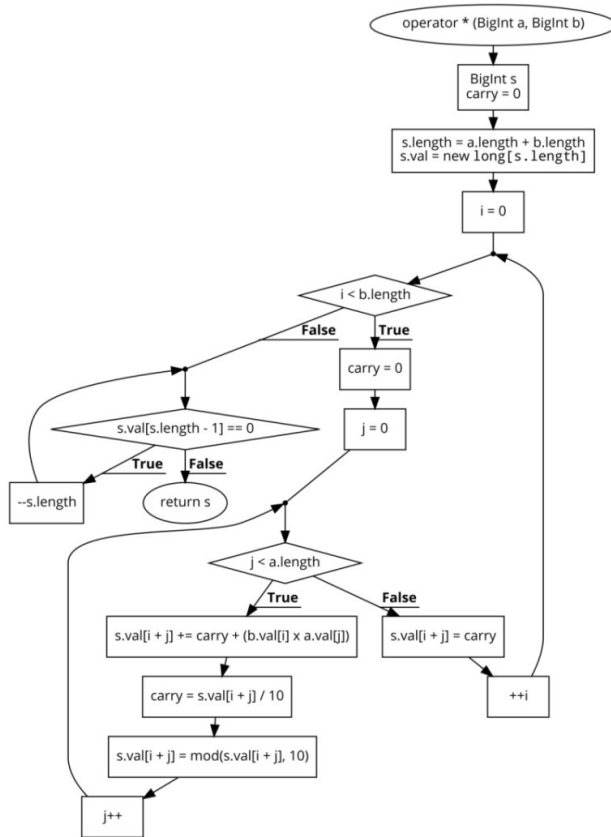 operator * (BigInt a, BigInt b)
BigInt s
carry = 0
s.length = a.length + b.length
s.val = new long[s.length]
i = 0
i < b.length
False
True
carry = 0
s.val[s.length - 1] == 0
j = 0
True
False
--s.length
return s
j < a.length
True
False
s.val[i + j] += carry + (b.val[i] x a.val[j])
s.val[i + j] = carry
carry = s.val[i + j] / 10
++i
s.val[i + j] = mod(s.val[i + j], 10)
j++